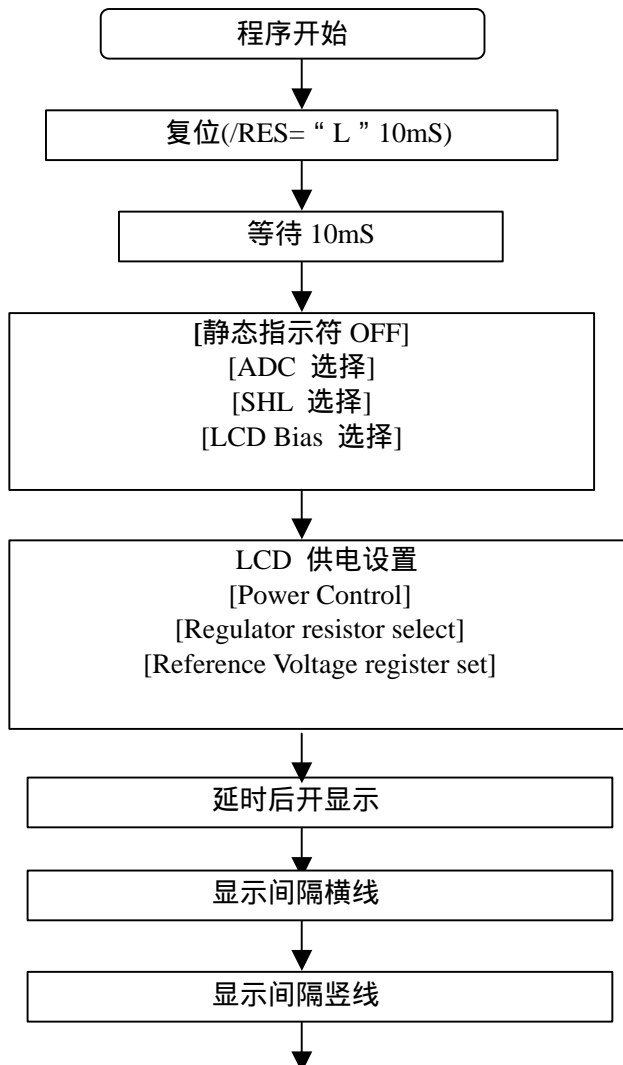 程序开始
复位(/RES= “ L ” 10mS)
等待 10mS
[静态指示符 OFF]
[ADC 选择]
[SHL 选择]
[LCD Bias 选择]
LCD 供电设置
[Power Control]
[Regulator resistor select]
[Reference Voltage register set]
延时后开显示
显示间隔横线
显示间隔竖线